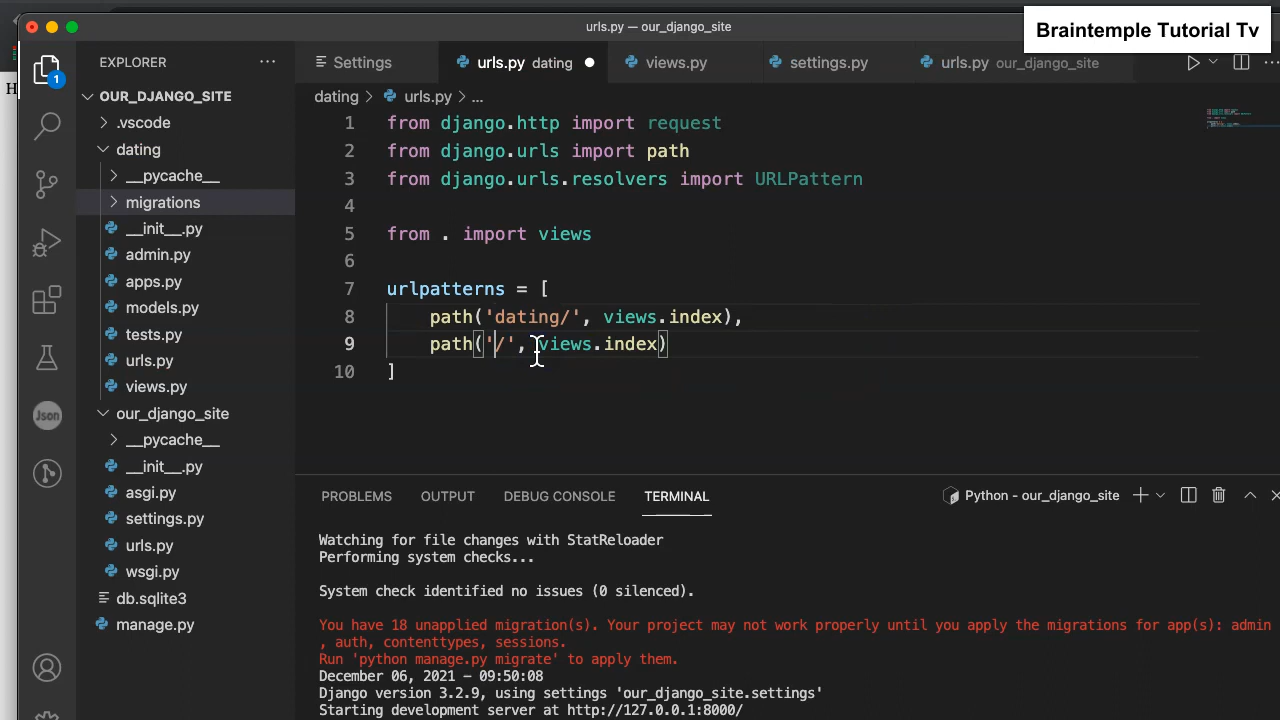 urls.py — our_django_site
Braintemple Tutorial Tv
EXPLORER
Settings
urls.py dating
views.py
settings.py
urls.py our_django_site
1
OUR_DJANGO_SITE
.vscode
dating
__pycache__
migrations
__init__.py
admin.py
apps.py
models.py
tests.py
urls.py
views.py
our_django_site
__pycache__
__init__.py
asgi.py
settings.py
urls.py
wsgi.py
db.sqlite3
manage.py
Json
dating > urls.py > ...
1 from django.http import request
2 from django.urls import path
3 from django.urls.resolvers import URLPattern
4
5 from . import views
6
7 urlpatterns = [
8 path('dating/', views.index),
9 path('/', views.index)
10 ]
PROBLEMS OUTPUT DEBUG CONSOLE TERMINAL
Python - our_django_site
Watching for file changes with StatReloader
Performing system checks...
System check identified no issues (0 silenced).
You have 18 unapplied migration(s). Your project may not work properly until you apply the migrations for app(s): admin
, auth, contenttypes, sessions.
Run 'python manage.py migrate' to apply them.
December 06, 2021 - 09:50:08
Django version 3.2.9, using settings 'our_django_site.settings'
Starting development server at http://127.0.0.1:8000/
H